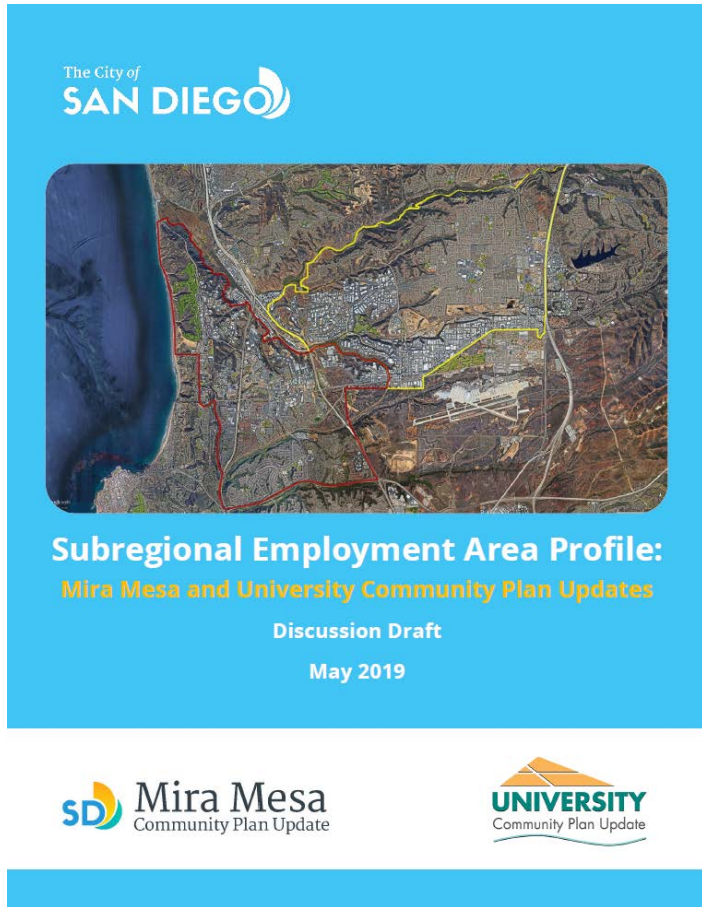 The City of
SAN DIEGO
Subregional Employment Area Profile:
Mira Mesa and University Community Plan Updates
Discussion Draft
May 2019
SD Mira Mesa
Community Plan Update
UNIVERSITY
Community Plan Update